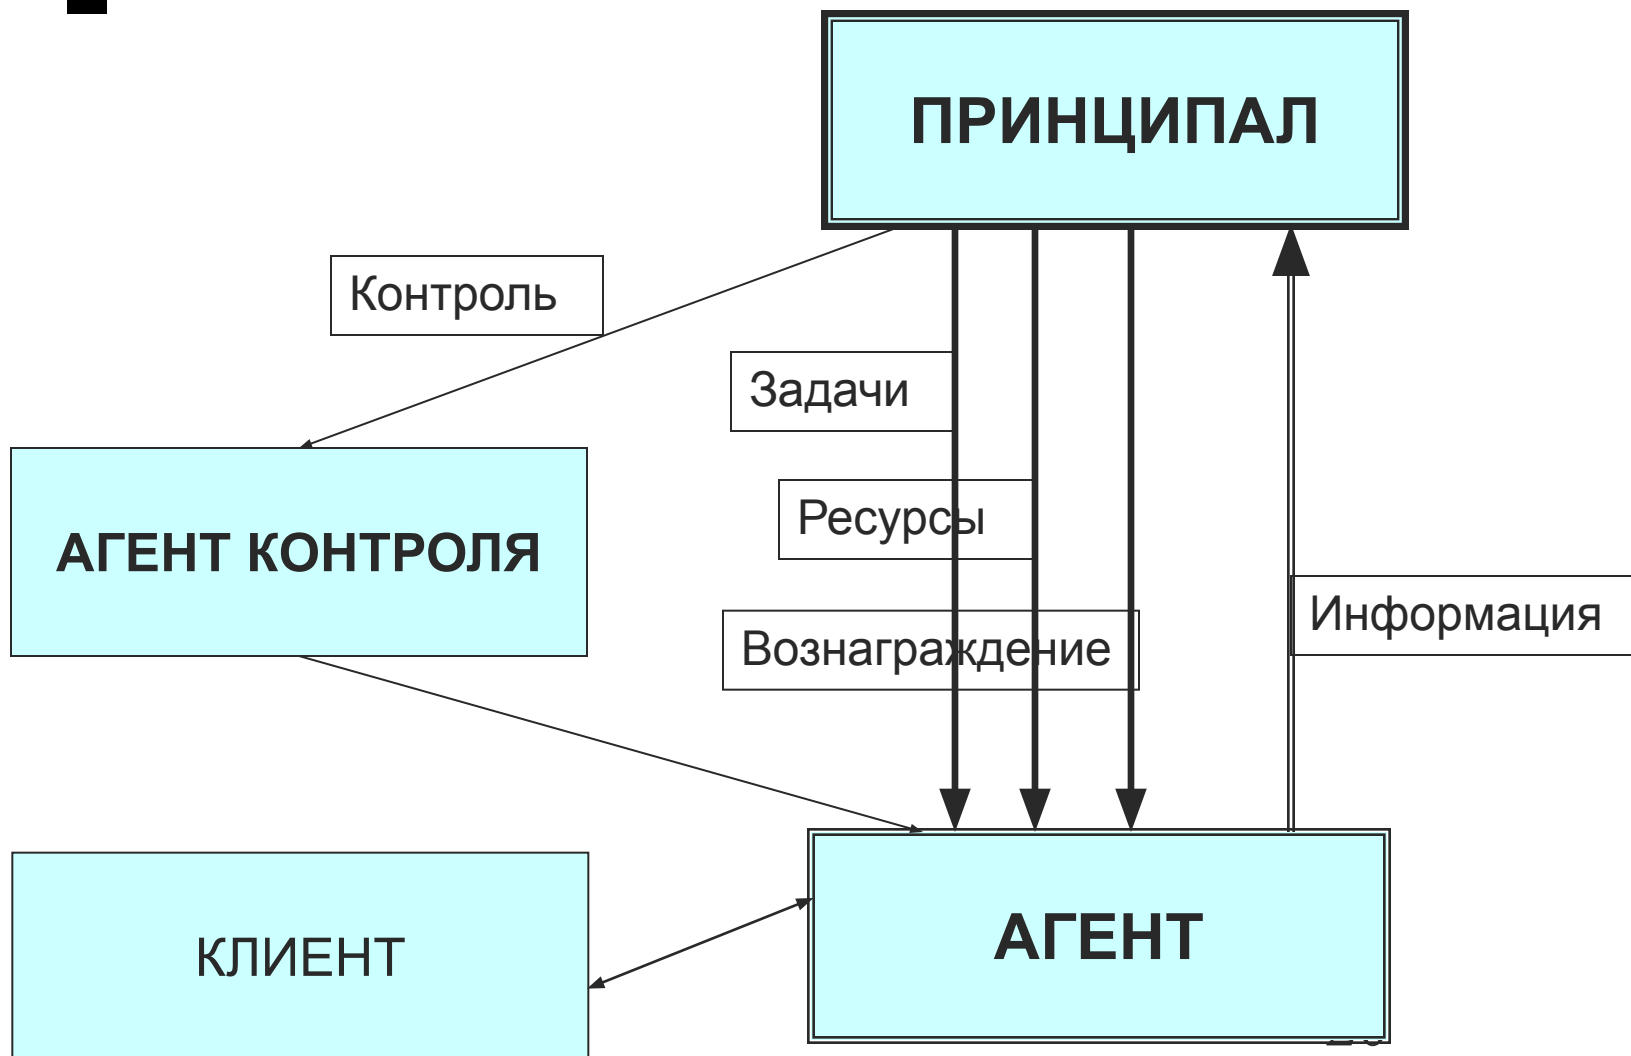 ПРИНЦИПАЛ
Контроль
Задачи
Ресурсы
АГЕНТ КОНТРОЛЯ
Информация
Вознаграждение
АГЕНТ
КЛИЕНТ